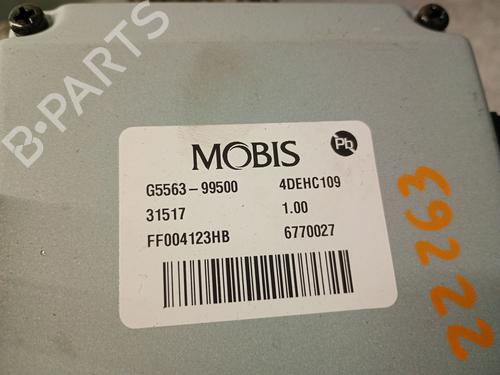 B-PARTS
MOBIS
Pb
G5563-99500 4DEHC109
31517 1.00
FF004123HB 6770027
22263